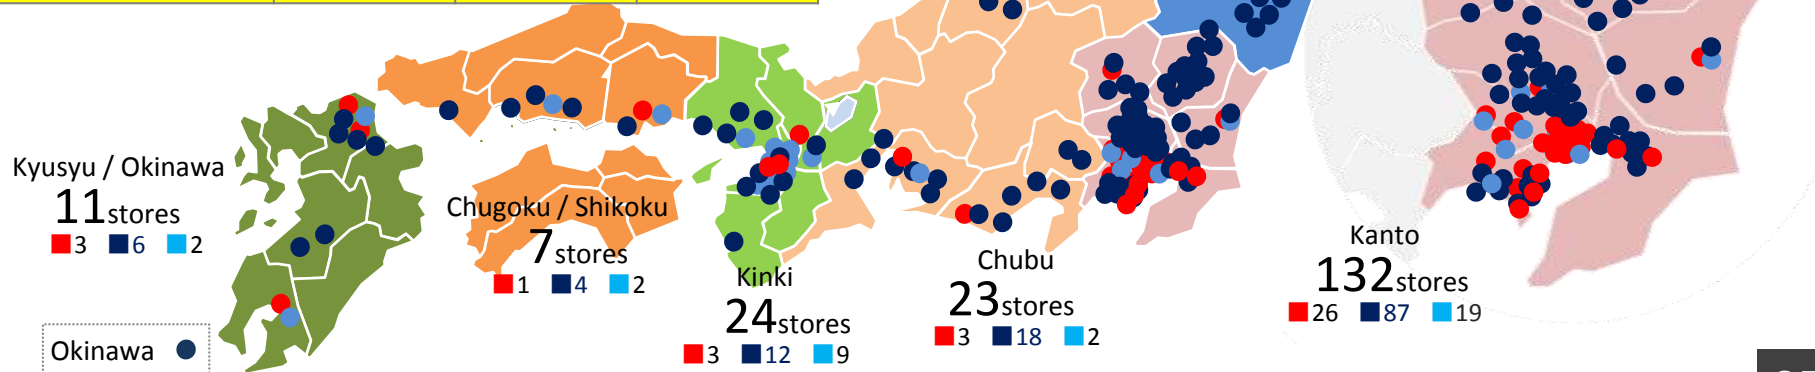 Kyusyu / Okinawa
11stores
3 6 2
Okinawa
Chugoku / Shikoku
7stores
1 4 2
Kinki
24stores
3 12 9
Chubu
23stores
3 18 2
Kanto
132stores
26 87 19